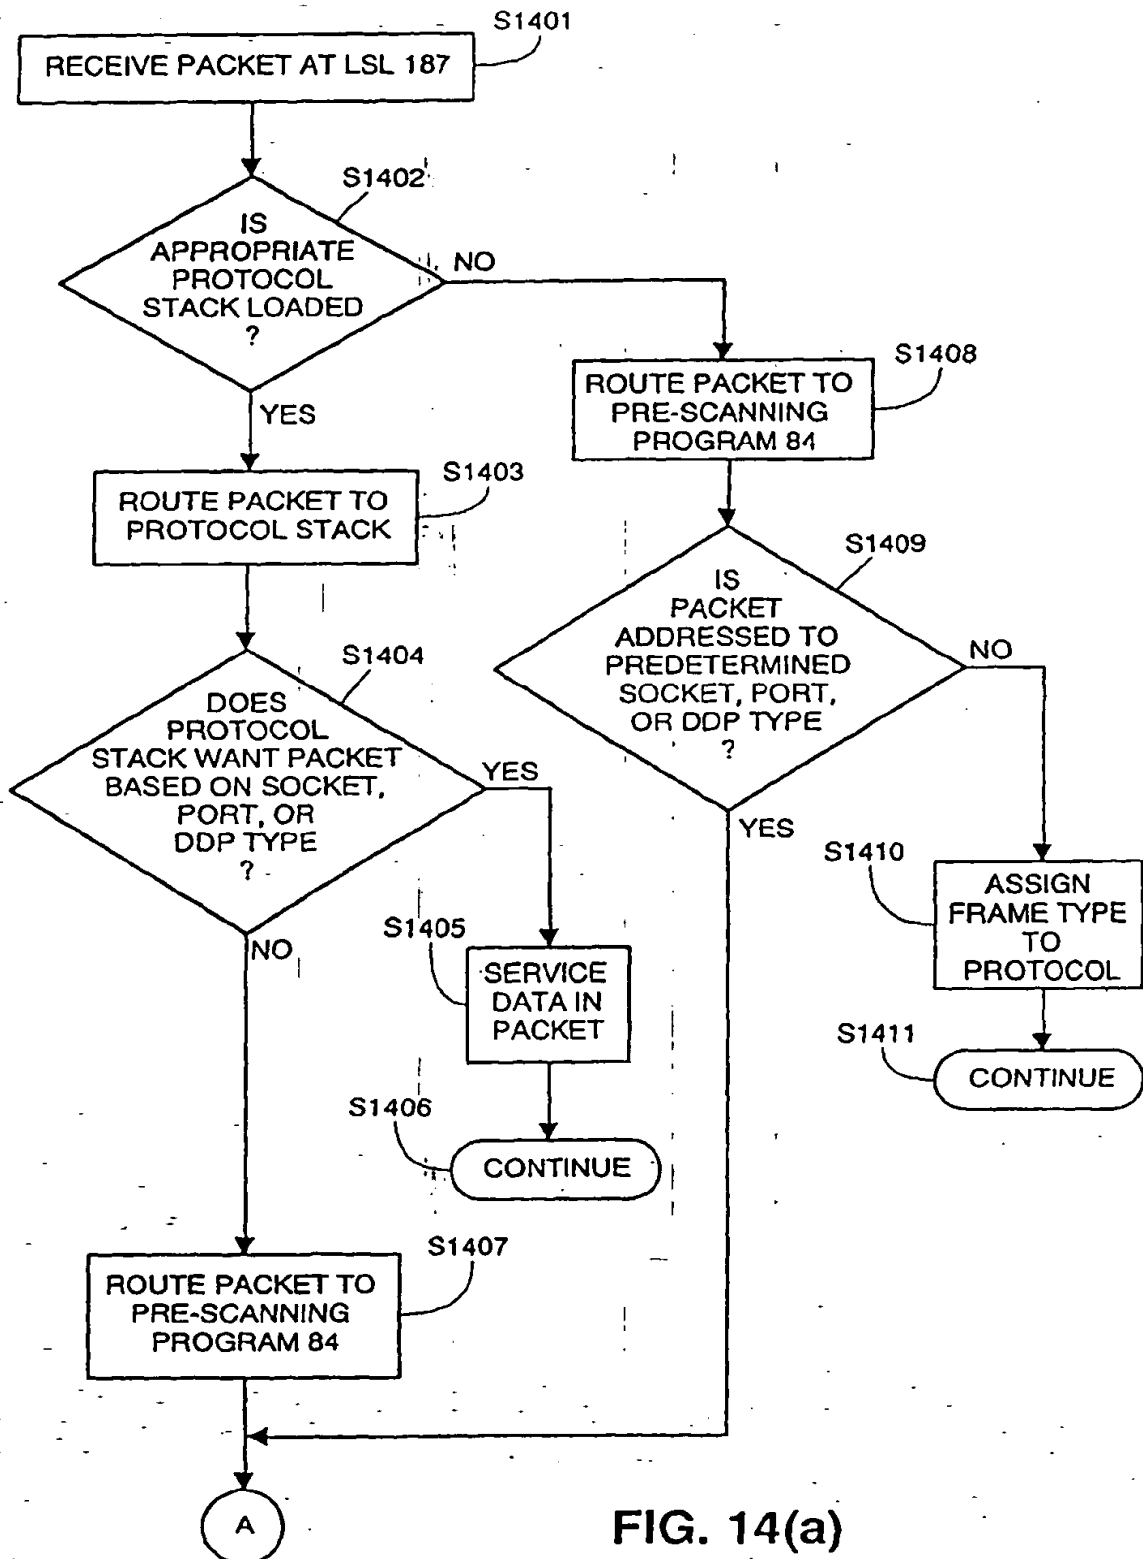 S1401
RECEIVE PACKET AT LSL 187
S1402
IS
APPROPRIATE
PROTOCOL
STACK LOADED
?
NO
YES
S1408
ROUTE PACKET TO
PRE-SCANNING
PROGRAM 84
S1403
ROUTE PACKET TO
PROTOCOL STACK
S1409
IS
PACKET
ADDRESSED TO
PREDETERMINED
SOCKET, PORT,
OR DDP TYPE
?
NO
YES
S1404
DOES
PROTOCOL
STACK WANT PACKET
BASED ON SOCKET,
PORT, OR
DDP TYPE
?
YES
NO
S1410
ASSIGN
FRAME TYPE
TO
PROTOCOL
S1405
SERVICE
DATA IN
PACKET
S1411
CONTINUE
S1406
CONTINUE
S1407
ROUTE PACKET TO
PRE-SCANNING
PROGRAM 84
A
FIG. 14(a)